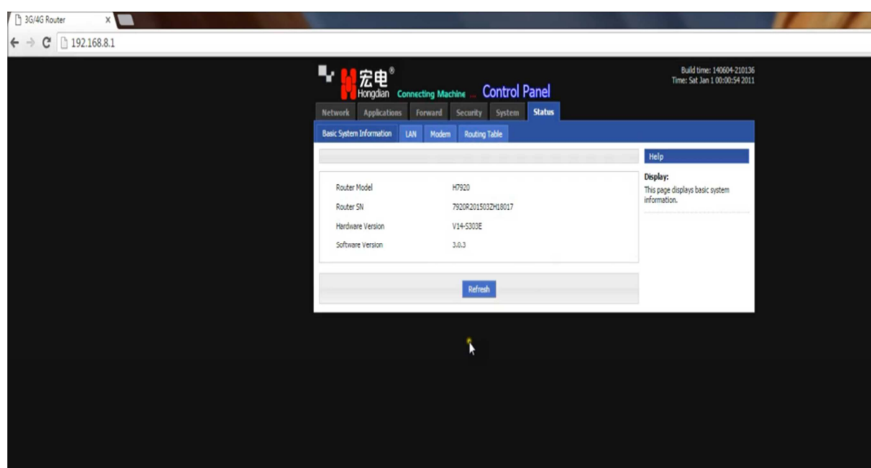 3G/4G Router
192.168.8.1
宏电®
Hongdian Connecting Machine ... Control Panel
Build time: 140604-210136
Time: Sat Jan 1 00:00:54 2011
Network Applications Forward Security System Status
Basic System Information LAN Modem Routing Table
Help
Display:
This page displays basic system
information.
Router Model H7920
Router SN 7920R201503ZH18017
Hardware Version V14-S303E
Software Version 3.0.3
Refresh